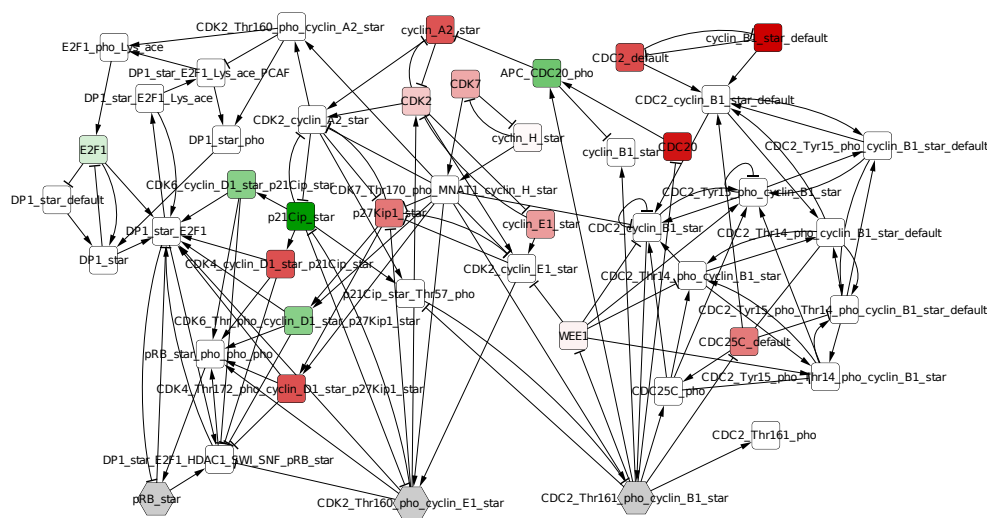 CDK2_Thr160_pho_cyclin_A2_star
cyclin_A2_star
cyclin_B1_star_default
E2F1_pho_Lys_ace
CDC2_default
DP1_star_E2F1_Lys_ace_PCAF
APC_CDC20_pho
CDK7
DP1_star_E2F1_Lys_ace
CDK2
CDC2_cyclin_B1_star_default
CDK2_cyclin_A2_star
DP1_star_pho
cyclin_H_star
CDC2_Tyr15_pho_cyclin_B1_star_default
E2F1
cyclin_B1_star
CDC20
CDK6_cyclin_D1_star_p21Cip_star
CDK7_Thr170_pho_MNAT1_cyclin_H_star
CDC2_Tyr15_pho_cyclin_B1_star
DP1_star_default
p21Cip_star
p27Kip1_star
cyclin_E1_star
DP1_star_E2F1
CDC2_cyclin_B1_star
CDC2_Thr14_pho_cyclin_B1_star_default
DP1_star
CDK4_cyclin_D1_star_p21Cip_star
CDK2_cyclin_E1_star
CDC2_Thr14_pho_cyclin_B1_star
p21Cip_star_Thr57_pho
CDC2_Tyr15_pho_Thr14_pho_cyclin_B1_star_default
CDK6_Thr_pho_cyclin_D1_star_p27Kip1_star
WEE1
CDC25C_default
pRB_star_pho_pho_pho
CDC2_Tyr15_pho_Thr14_pho_cyclin_B1_star
CDK4_Thr172_pho_cyclin_D1_star_p27Kip1_star
CDC25C_pho
CDC2_Thr161_pho
DP1_star_E2F1_HDAC1_SWI_SNF_pRB_star
pRB_star
CDK2_Thr160_pho_cyclin_E1_star
CDC2_Thr161_pho_cyclin_B1_star